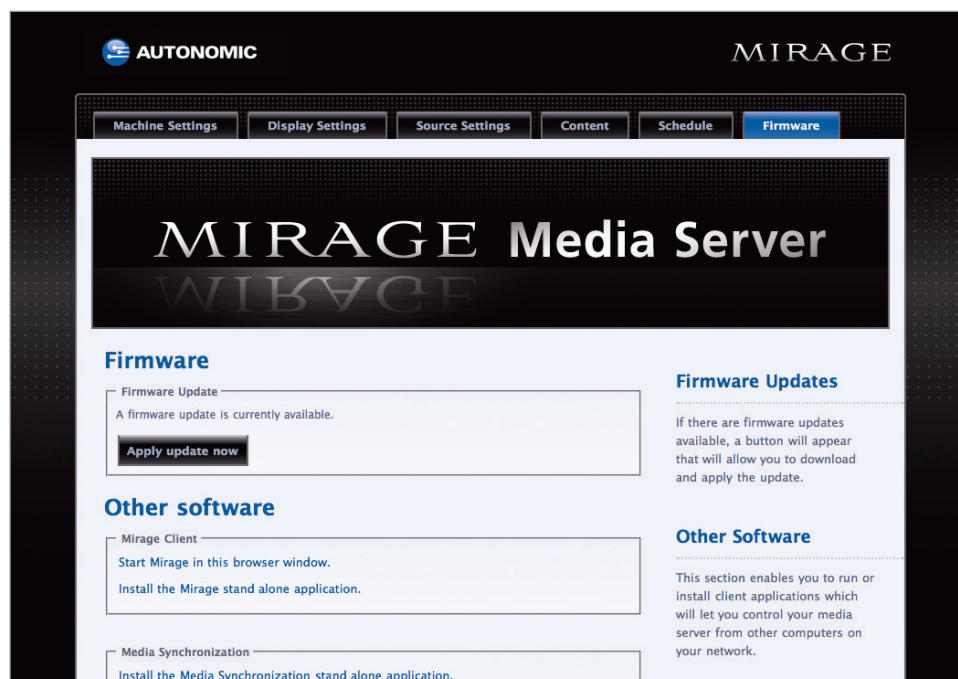 AUTONOMIC
MIRAGE
Machine Settings
Display Settings
Source Settings
Content
Schedule
Firmware
MIRAGE Media Server
Firmware
Firmware Update
A firmware update is currently available.
Apply update now
Other software
Mirage Client
Start Mirage in this browser window.
Install the Mirage stand alone application.
Media Synchronization
Install the Media Synchronization stand alone application.
Firmware Updates
If there are firmware updates
available, a button will appear
that will allow you to download
and apply the update.
Other Software
This section enables you to run or
install client applications which
will let you control your media
server from other computers on
your network.